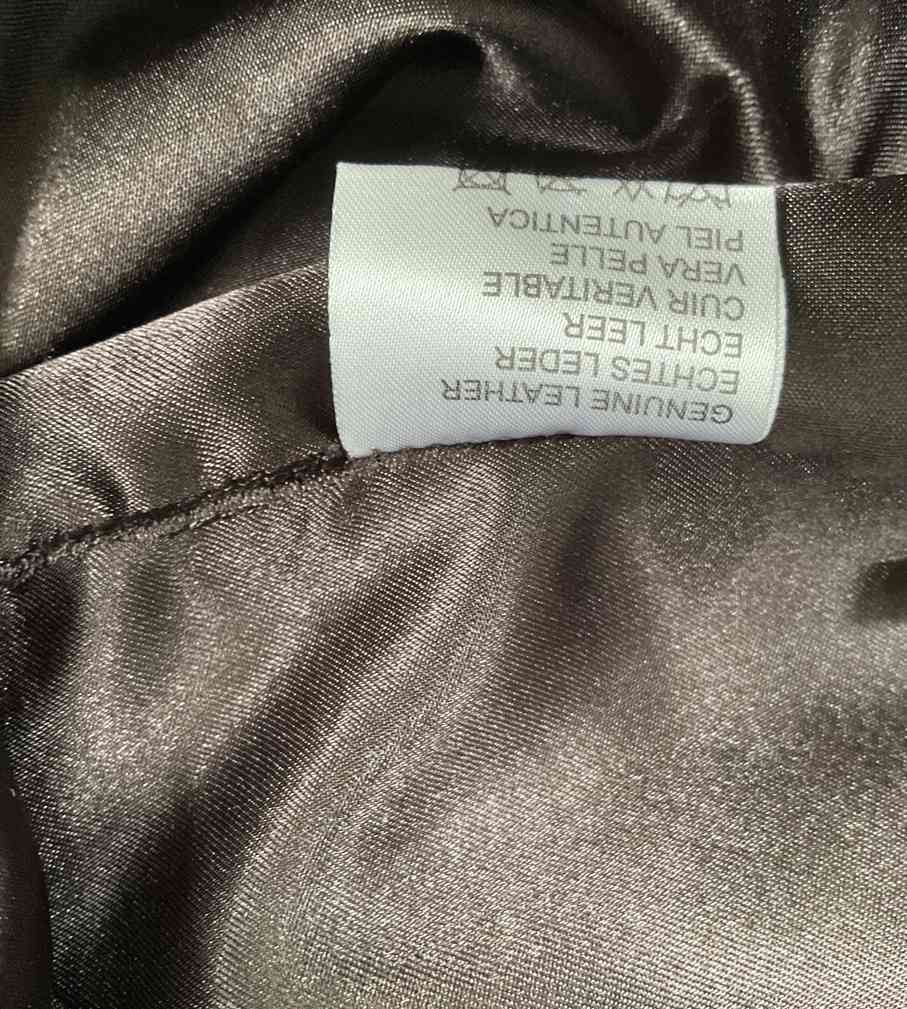 GENUINE LEATHER
ECHTES LEDER
ECHT LEER
CUIR VERITABLE
VERA PELLE
PIEL AUTENTICA